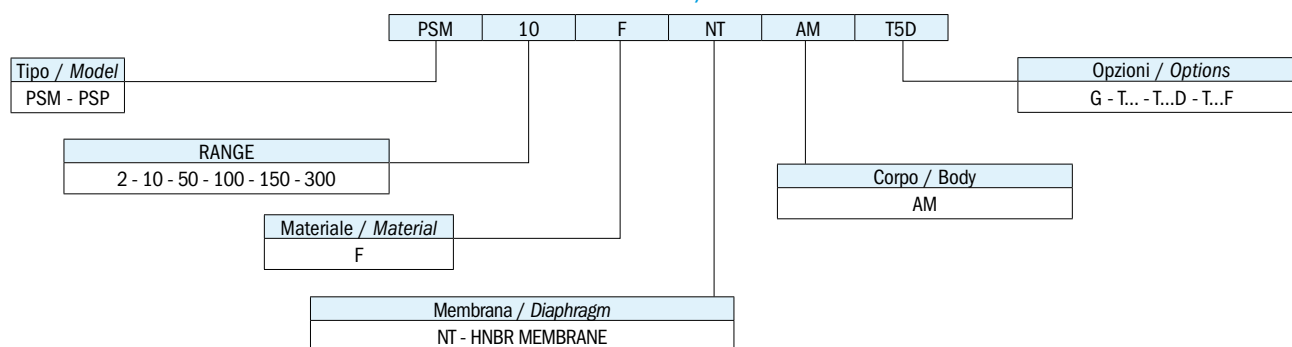 PSM 10 F NT AM T5D
Tipo / Model
PSM - PSP
Opzioni / Options
G - T... - T...D - T...F
RANGE
2 - 10 - 50 - 100 - 150 - 300
Corpo / Body
AM
Materiale / Material
F
Membrana / Diaphragm
NT - HNBR MEMBRANE